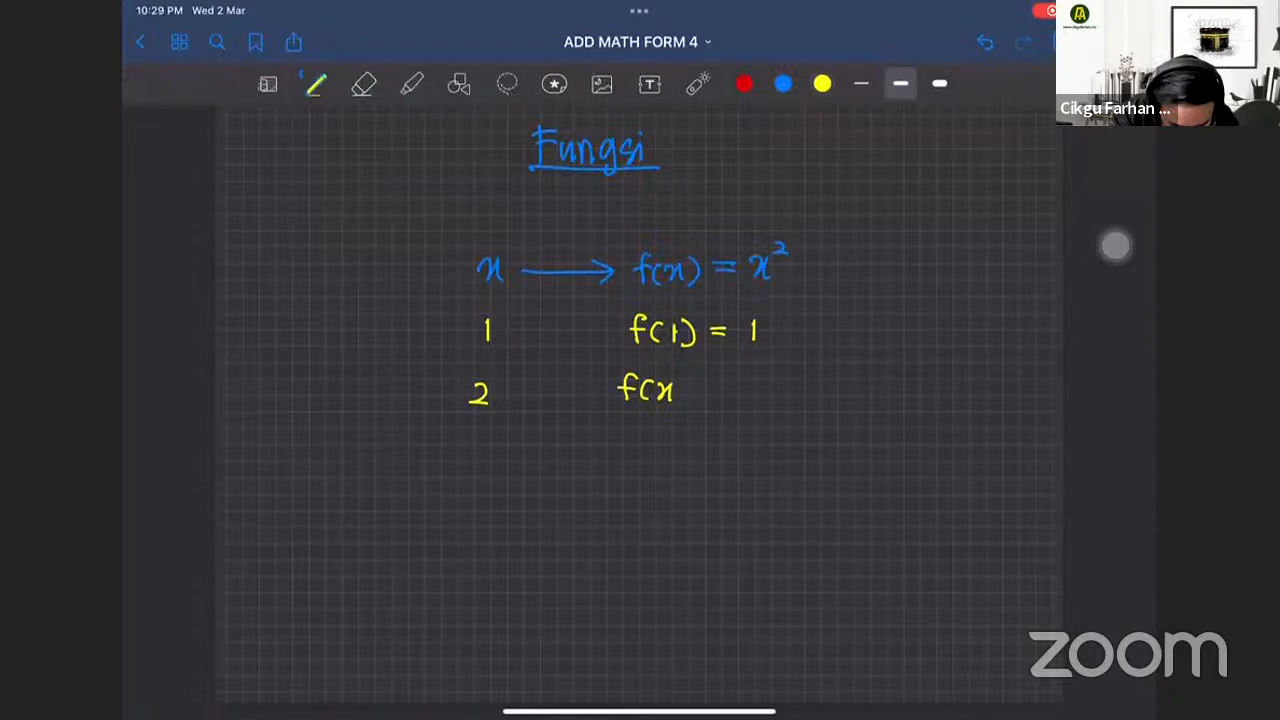 10:29 PM Wed 2 Mar
ADD MATH FORM 4
Cikgu Farhan ...
Fungsi
x ⟶ f(x) = x²
1 f(1) = 1
2 f(x
zoom